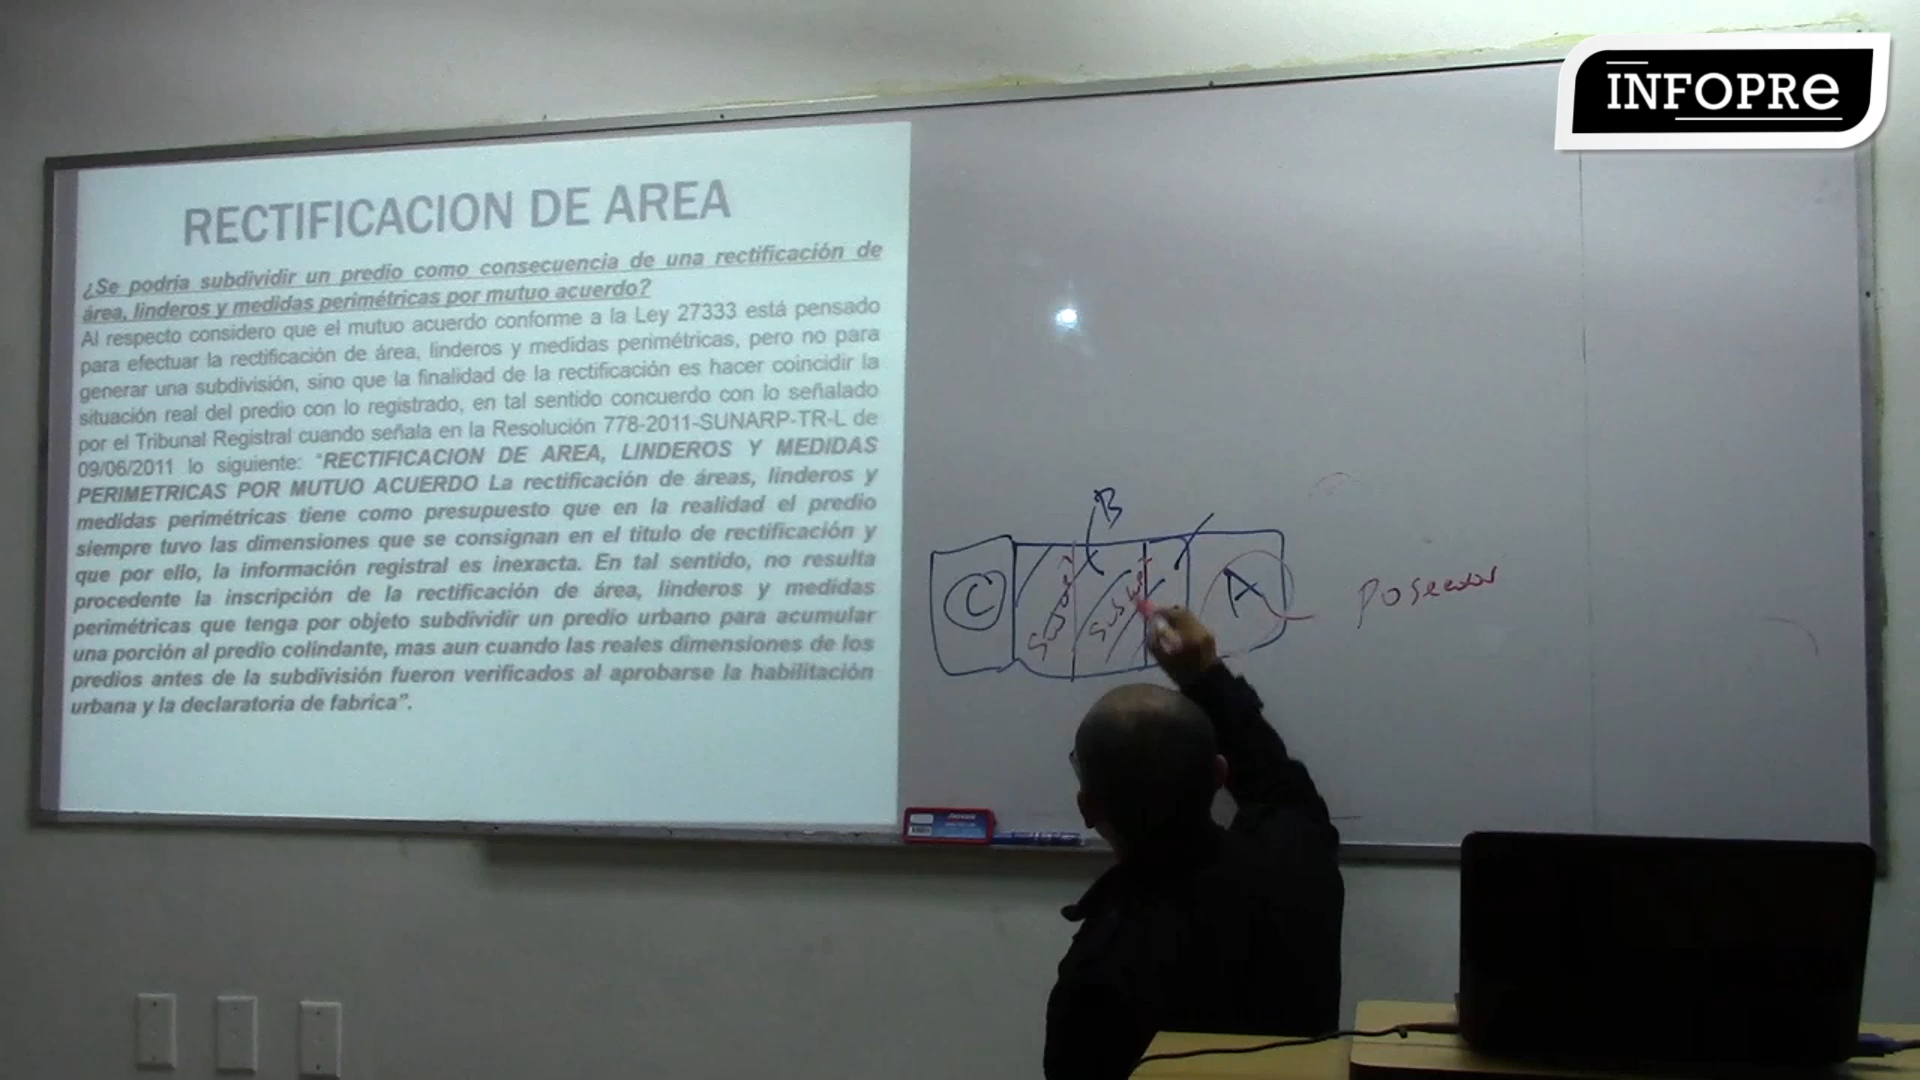 INFOPRe
RECTIFICACION DE AREA
¿Se podría subdividir un predio como consecuencia de una rectificación de
área, linderos y medidas perimétricas por mutuo acuerdo?
Al respecto considero que el mutuo acuerdo conforme a la Ley 27333 está pensado
para efectuar la rectificación de área, linderos y medidas perimétricas, pero no para
generar una subdivisión, sino que la finalidad de la rectificación es hacer coincidir la
situación real del predio con lo registrado, en tal sentido concuerdo con lo señalado
por el Tribunal Registral cuando señala en la Resolución 778-2011-SUNARP-TR-L de
09/06/2011 lo siguiente: “RECTIFICACION DE AREA, LINDEROS Y MEDIDAS
PERIMETRICAS POR MUTUO ACUERDO La rectificación de áreas, linderos y
medidas perimétricas tiene como presupuesto que en la realidad el predio
siempre tuvo las dimensiones que se consignan en el titulo de rectificación y
que por ello, la información registral es inexacta. En tal sentido, no resulta
procedente la inscripción de la rectificación de área, linderos y medidas
perimétricas que tenga por objeto subdividir un predio urbano para acumular
una porción al predio colindante, mas aun cuando las reales dimensiones de los
predios antes de la subdivisión fueron verificados al aprobarse la habilitación
urbana y la declaratoria de fabrica”.
B
C
A
Poseedor